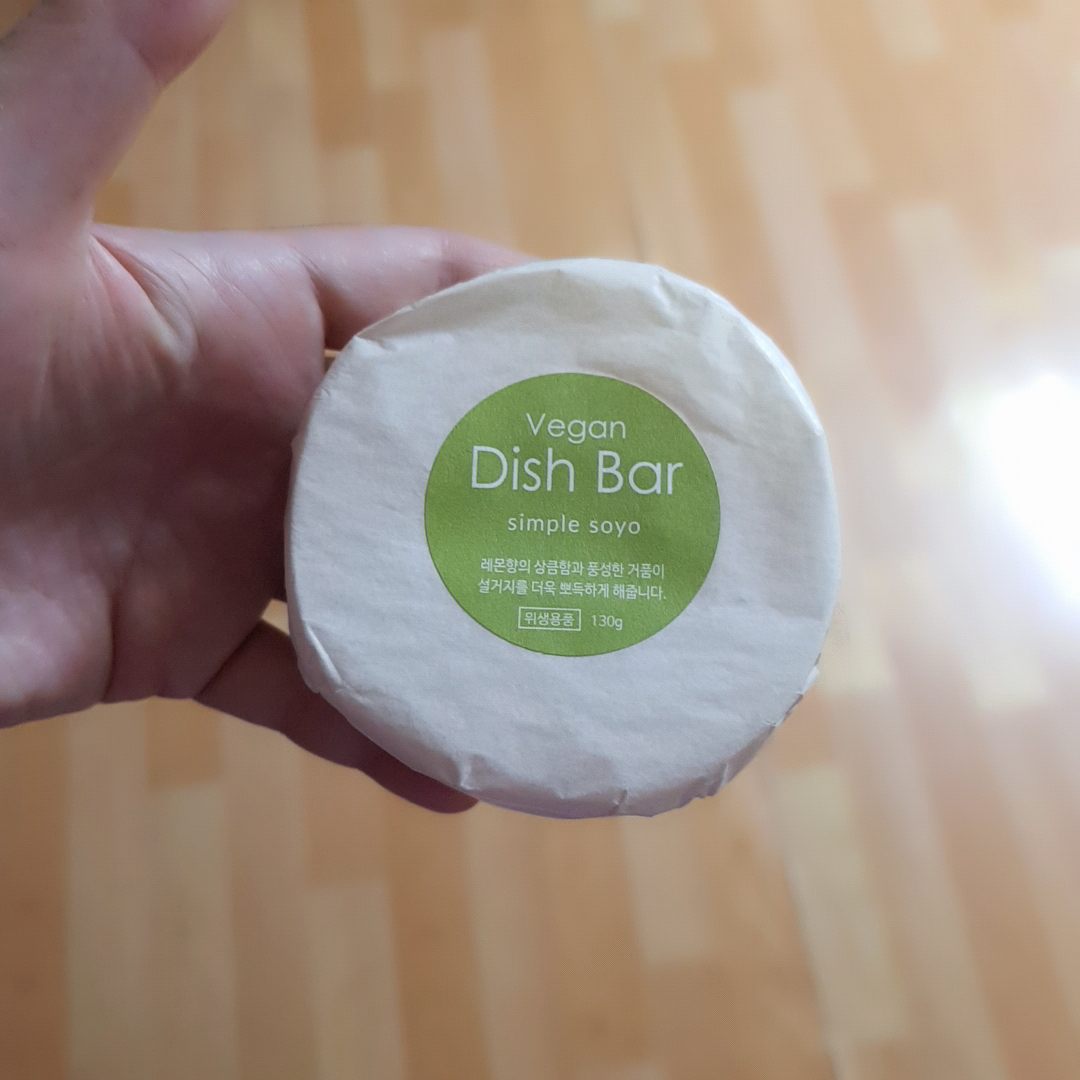 Vegan
Dish Bar
simple soyo
레몬향의 상큼함과 풍성한 거품이
설거지를 더욱 뽀득하게 해줍니다.
위생용품 130g